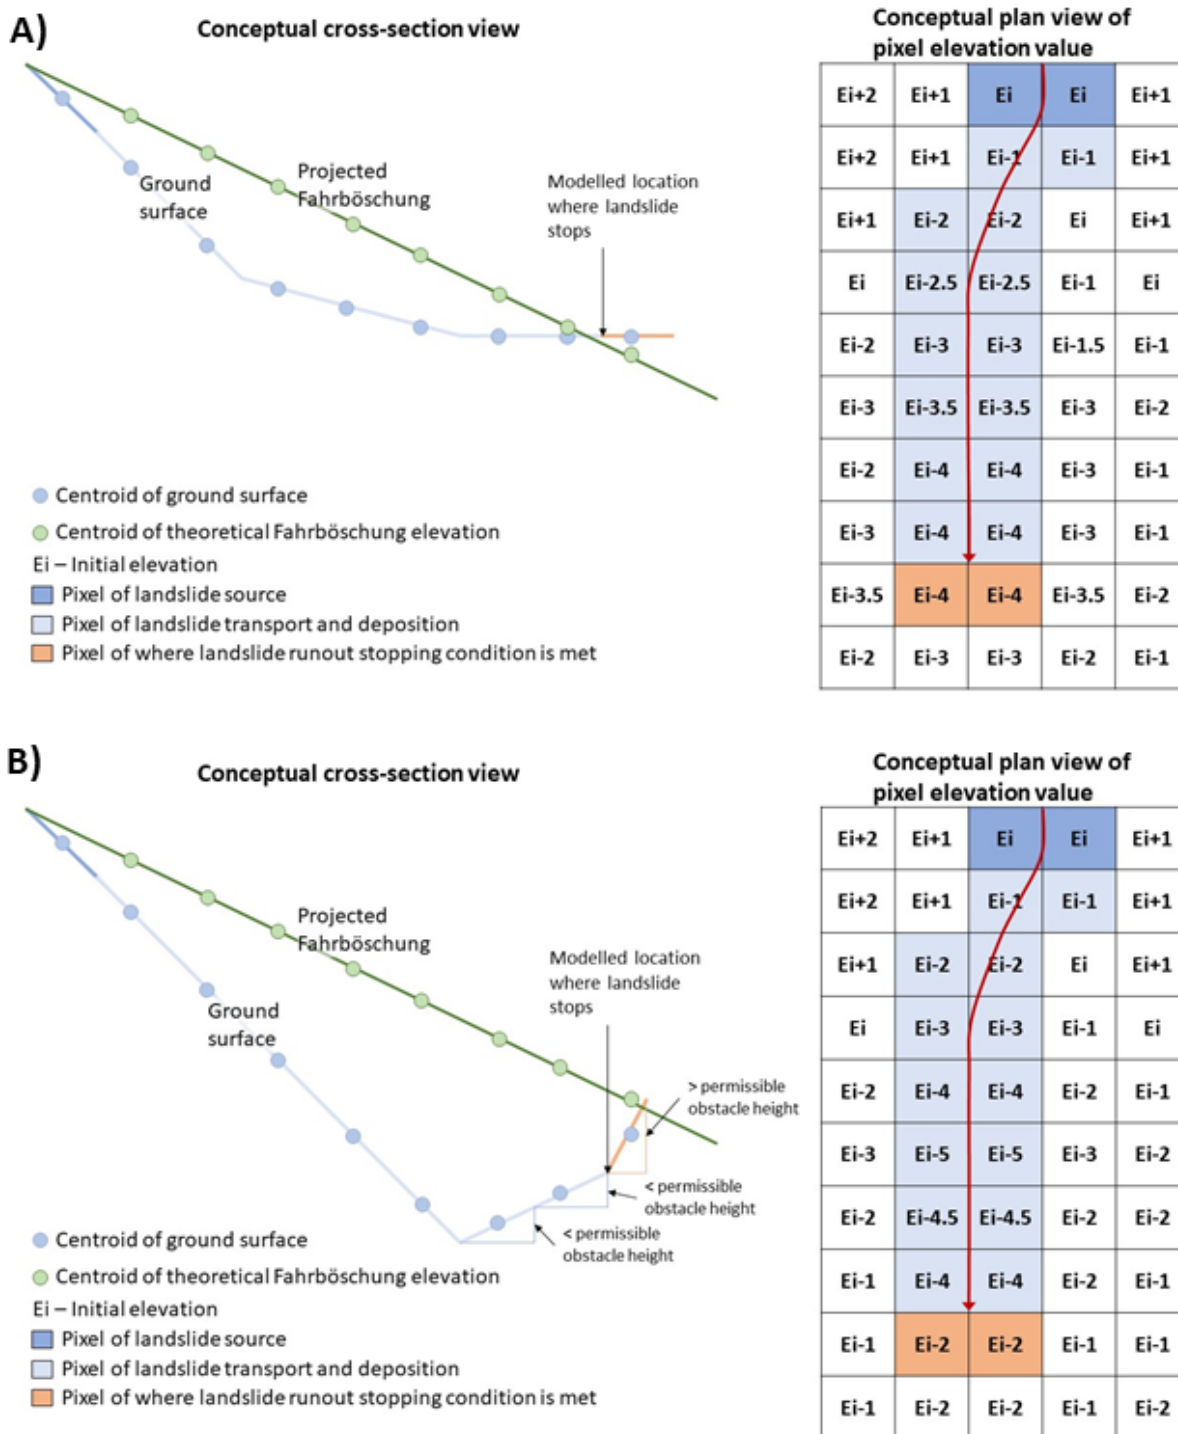 A)
Conceptual cross-section view
Conceptual plan view of
pixel elevation value
Projected
Fahrböschung
Ground
surface
Modelled location
where landslide
stops
Ei+2 Ei+1 Ei Ei Ei+1
Ei+2 Ei+1 Ei-1 Ei-1 Ei+1
Ei+1 Ei-2 Ei-2 Ei Ei+1
Ei Ei-2.5 Ei-2.5 Ei-1 Ei
Ei-2 Ei-3 Ei-3 Ei-1.5 Ei-1
Ei-3 Ei-3.5 Ei-3.5 Ei-3 Ei-2
Ei-2 Ei-4 Ei-4 Ei-3 Ei-1
Ei-3 Ei-4 Ei-4 Ei-3 Ei-1
Ei-3.5 Ei-4 Ei-4 Ei-3.5 Ei-2
Ei-2 Ei-3 Ei-3 Ei-2 Ei-1
Centroid of ground surface
Centroid of theoretical Fahrböschung elevation
Ei – Initial elevation
Pixel of landslide source
Pixel of landslide transport and deposition
Pixel of where landslide runout stopping condition is met
B)
Conceptual cross-section view
Conceptual plan view of
pixel elevation value
Projected
Fahrböschung
Ground
surface
Modelled location
where landslide
stops
> permissible
obstacle height
< permissible
obstacle height
< permissible
obstacle height
Ei+2 Ei+1 Ei Ei Ei+1
Ei+2 Ei+1 Ei-1 Ei-1 Ei+1
Ei+1 Ei-2 Ei-2 Ei Ei+1
Ei Ei-3 Ei-3 Ei-1 Ei
Ei-2 Ei-4 Ei-4 Ei-2 Ei-1
Ei-3 Ei-5 Ei-5 Ei-3 Ei-2
Ei-2 Ei-4.5 Ei-4.5 Ei-2 Ei-2
Ei-1 Ei-4 Ei-4 Ei-2 Ei-1
Ei-1 Ei-2 Ei-2 Ei-1 Ei-1
Ei-1 Ei-2 Ei-2 Ei-1 Ei-2
Centroid of ground surface
Centroid of theoretical Fahrböschung elevation
Ei – Initial elevation
Pixel of landslide source
Pixel of landslide transport and deposition
Pixel of where landslide runout stopping condition is met